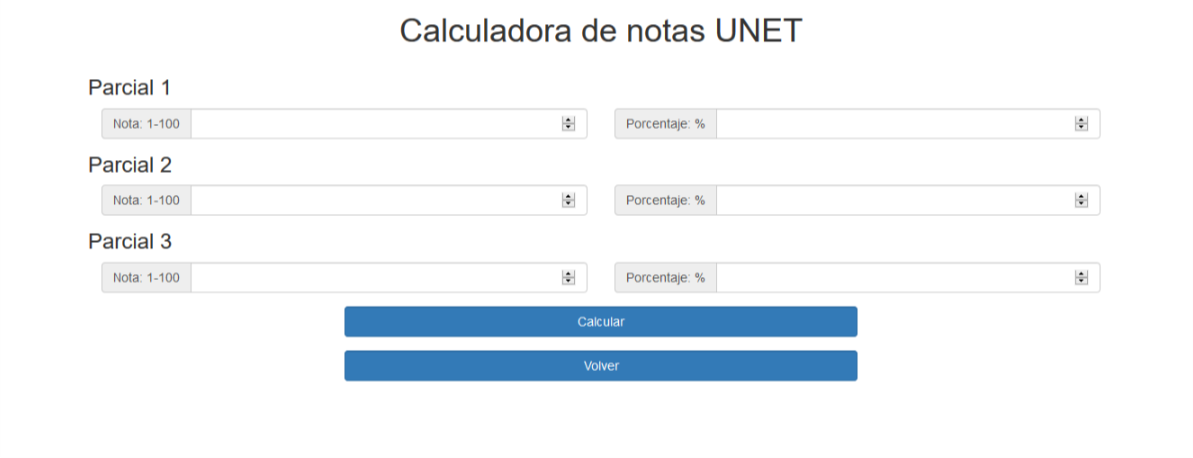 Calculadora de notas UNET
Parcial 1
Nota: 1-100 Porcentaje: %
Parcial 2
Nota: 1-100 Porcentaje: %
Parcial 3
Nota: 1-100 Porcentaje: %
Calcular
Volver